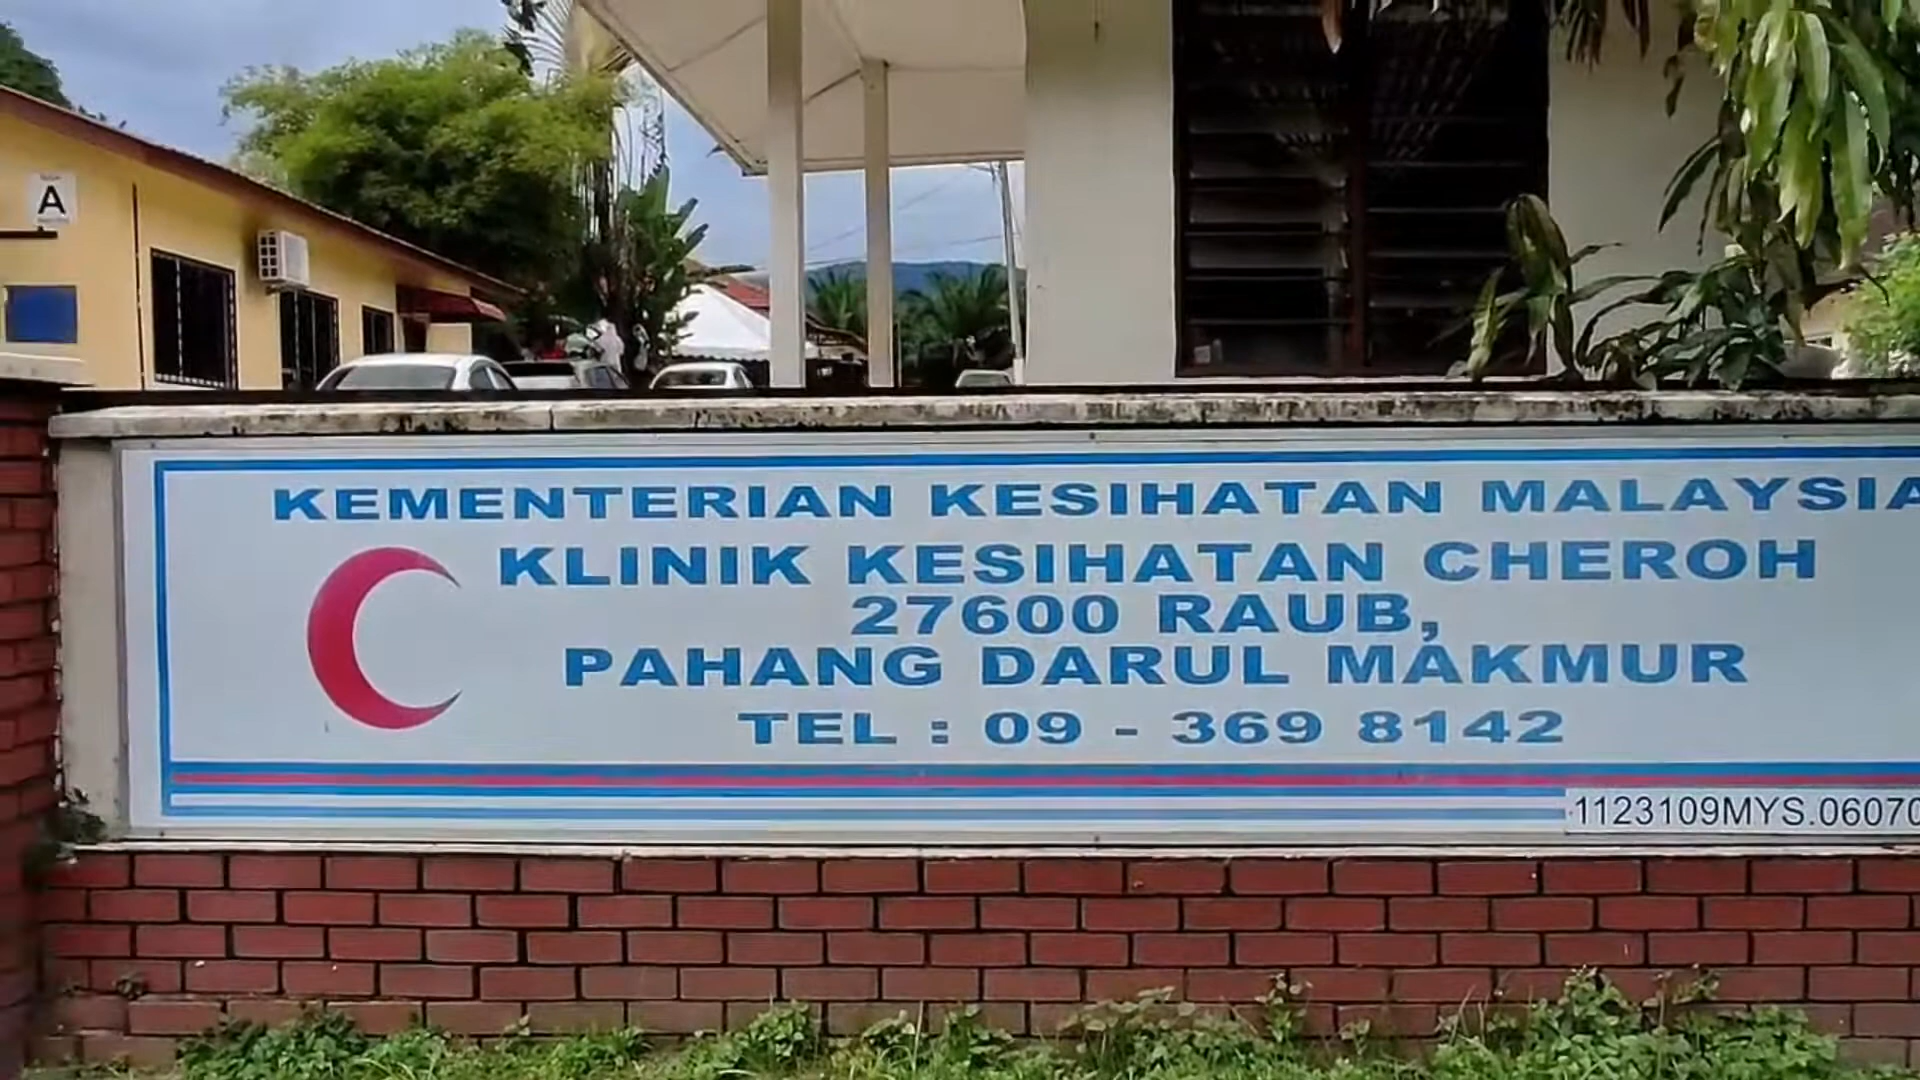 A
KEMENTERIAN KESIHATAN MALAYSIA
KLINIK KESIHATAN CHEROH
27600 RAUB,
PAHANG DARUL MAKMUR
TEL : 09 - 369 8142
1123109MYS.06070